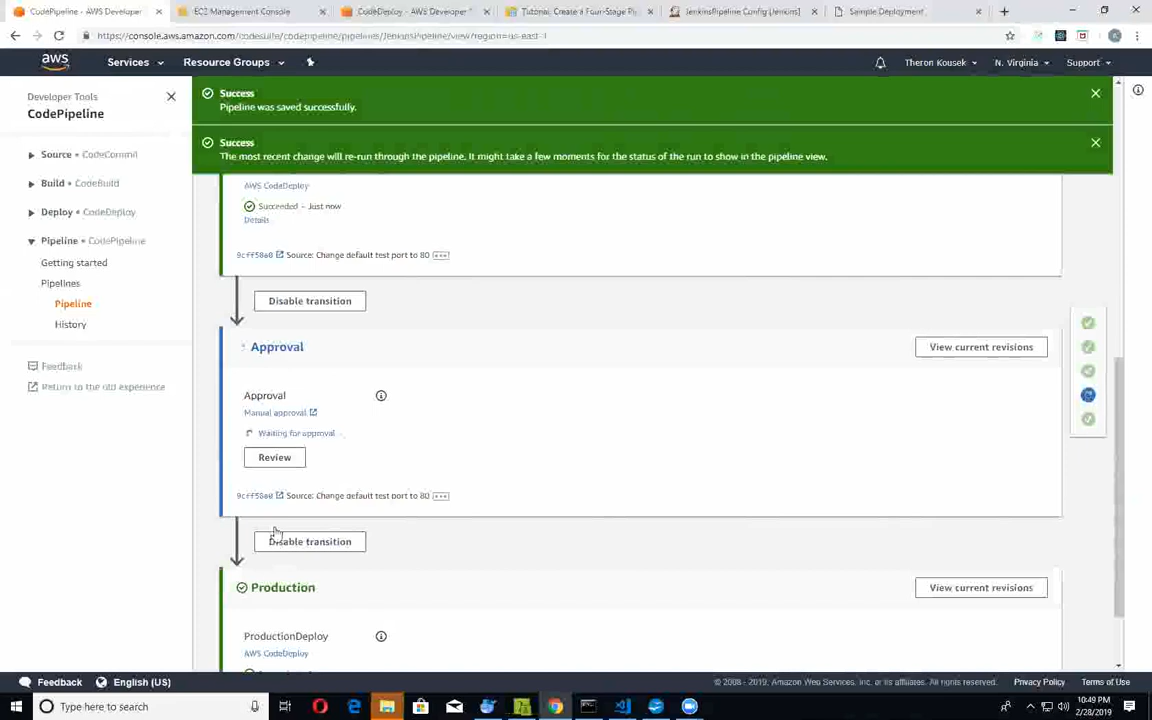 CodePipeline - AWS Developer
EC2 Management Console
CodeDeploy - AWS Developer
Tutorial: Create a Four-Stage Pi
JenkinsPipeline Config [Jenkins]
Sample Deployment
https://console.aws.amazon.com/codesuite/codepipeline/pipelines/JenkinsPipeline/view?region=us-east-1
aws
Services
Resource Groups
Theron Kousek
N. Virginia
Support
Developer Tools
CodePipeline
Source • CodeCommit
Build • CodeBuild
Deploy • CodeDeploy
Pipeline • CodePipeline
Getting started
Pipelines
Pipeline
History
Feedback
Return to the old experience
Success
Pipeline was saved successfully.
Success
The most recent change will re-run through the pipeline. It might take a few moments for the status of the run to show in the pipeline view.
AWS CodeDeploy
Succeeded - Just now
Details
Source: Change default test port to 80
Disable transition
Approval
View current revisions
Approval
Manual approval
Waiting for approval
Review
Source: Change default test port to 80
Disable transition
Production
View current revisions
ProductionDeploy
AWS CodeDeploy
Feedback
English (US)
© 2008 - 2019, Amazon Web Services, Inc. or its affiliates. All rights reserved.
Privacy Policy
Terms of Use
Type here to search
10:49 PM
2/28/2019